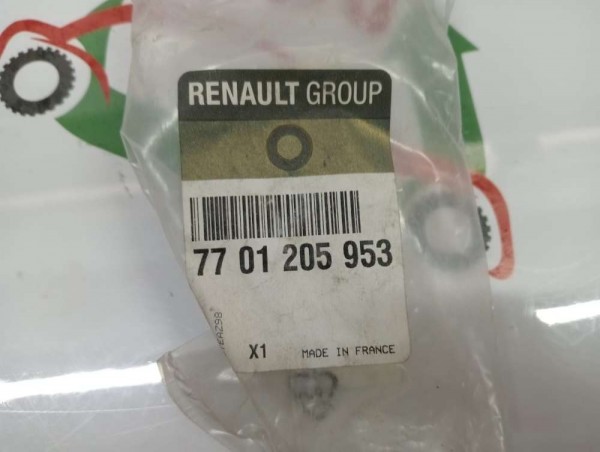 RENAULT GROUP
77 01 205 953
X1
MADE IN FRANCE